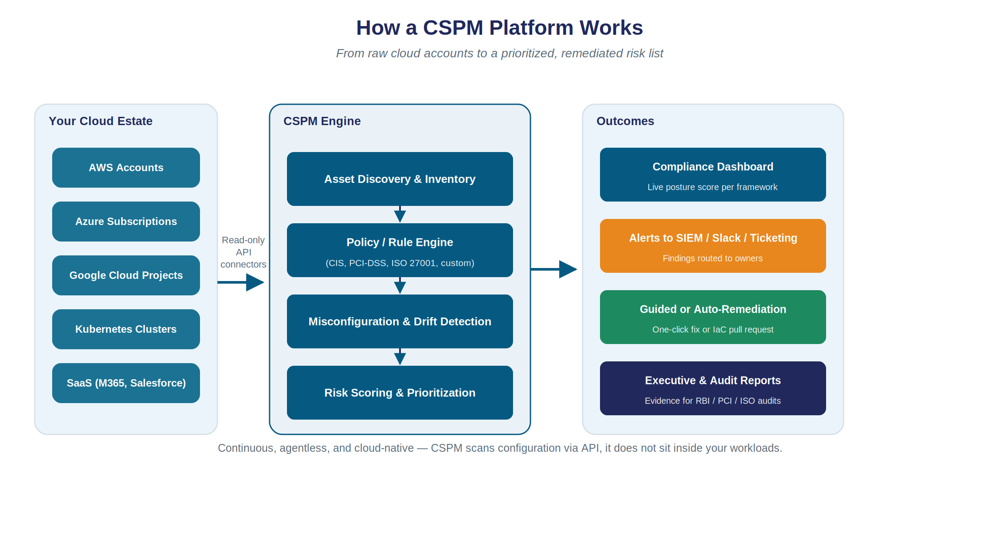 How a CSPM Platform Works
From raw cloud accounts to a prioritized, remediated risk list
Your Cloud Estate
AWS Accounts
Azure Subscriptions
Google Cloud Projects
Kubernetes Clusters
SaaS (M365, Salesforce)
Read-only
API
connectors
CSPM Engine
Asset Discovery & Inventory
Policy / Rule Engine
(CIS, PCI-DSS, ISO 27001, custom)
Misconfiguration & Drift Detection
Risk Scoring & Prioritization
Outcomes
Compliance Dashboard
Live posture score per framework
Alerts to SIEM / Slack / Ticketing
Findings routed to owners
Guided or Auto-Remediation
One-click fix or IaC pull request
Executive & Audit Reports
Evidence for RBI / PCI / ISO audits
Continuous, agentless, and cloud-native — CSPM scans configuration via API, it does not sit inside your workloads.